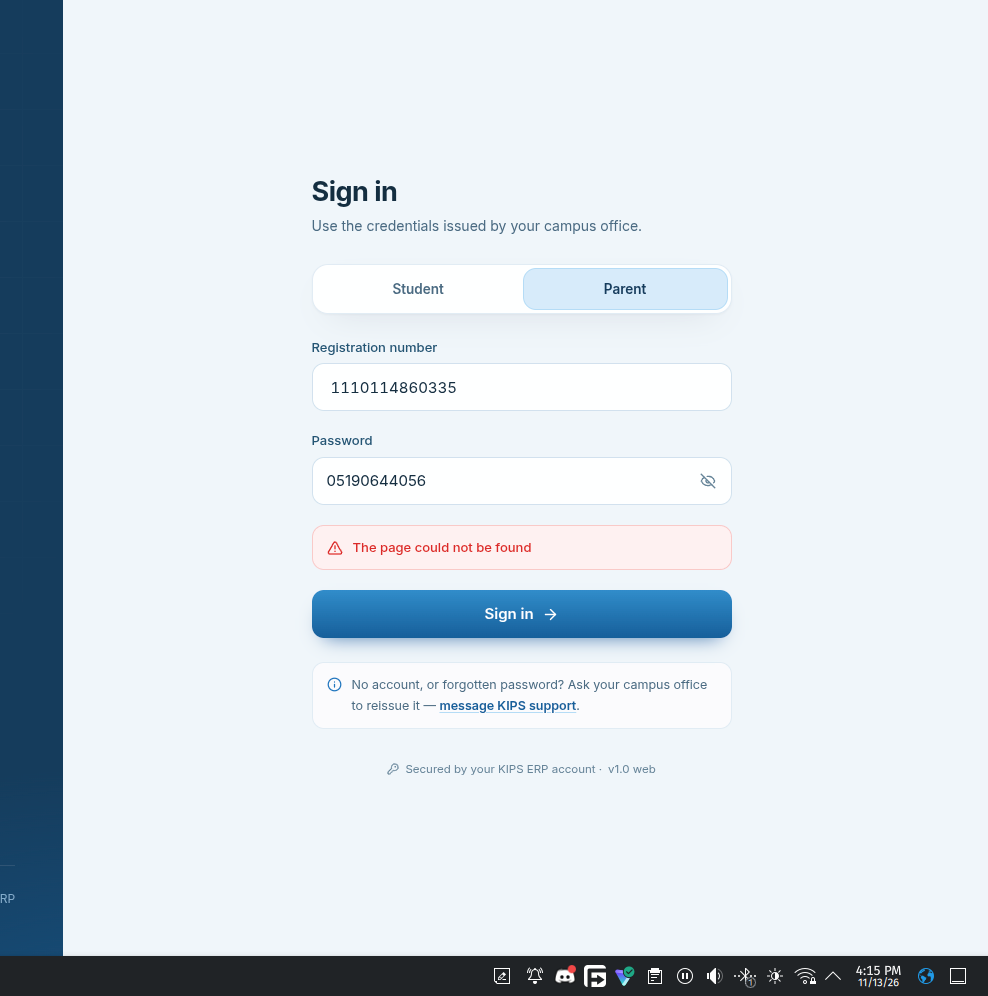 Sign in
Use the credentials issued by your campus office.
Student
Parent
Registration number
1110114860335
Password
05190644056
The page could not be found
Sign in →
No account, or forgotten password? Ask your campus office
to reissue it — message KIPS support.
Secured by your KIPS ERP account · v1.0 web
RP
1
4:15 PM
11/13/26